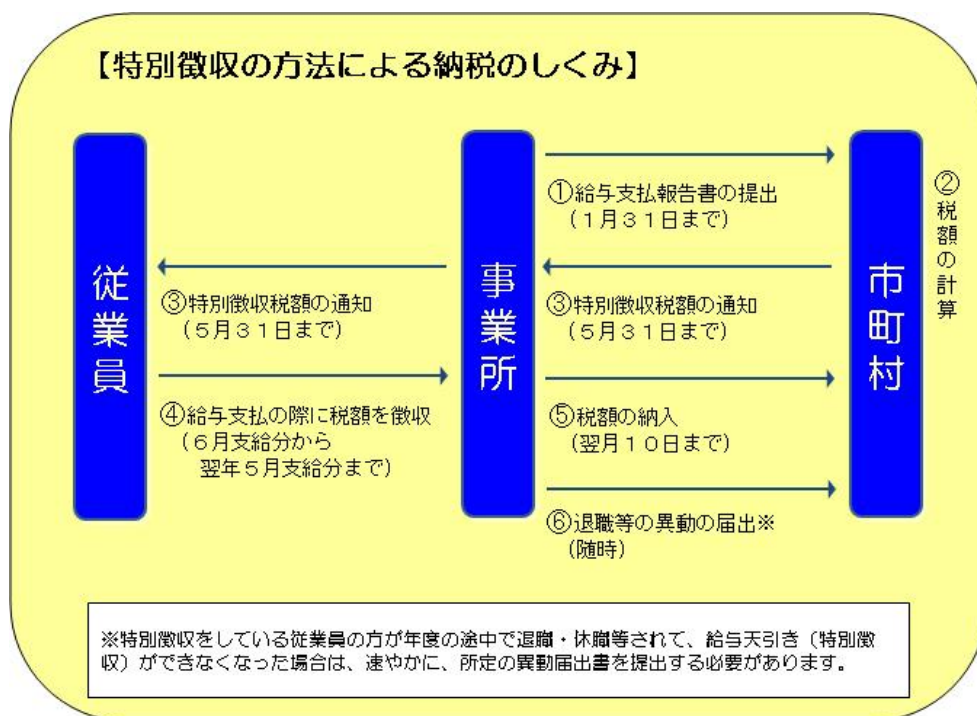 【特別徴収の方法による納税のしくみ】
従業員
事業所
市町村
①給与支払報告書の提出
(1月31日まで)
②税額の計算
③特別徴収税額の通知
(5月31日まで)
③特別徴収税額の通知
(5月31日まで)
④給与支払の際に税額を徴収
(6月支給分から
翌年5月支給分まで)
⑤税額の納入
(翌月10日まで)
⑥退職等の異動の届出※
(随時)
※特別徴収をしている従業員の方が年度の途中で退職・休職等されて、給与天引き(特別徴
収)ができなくなった場合は、速やかに、所定の異動届出書を提出する必要があります。